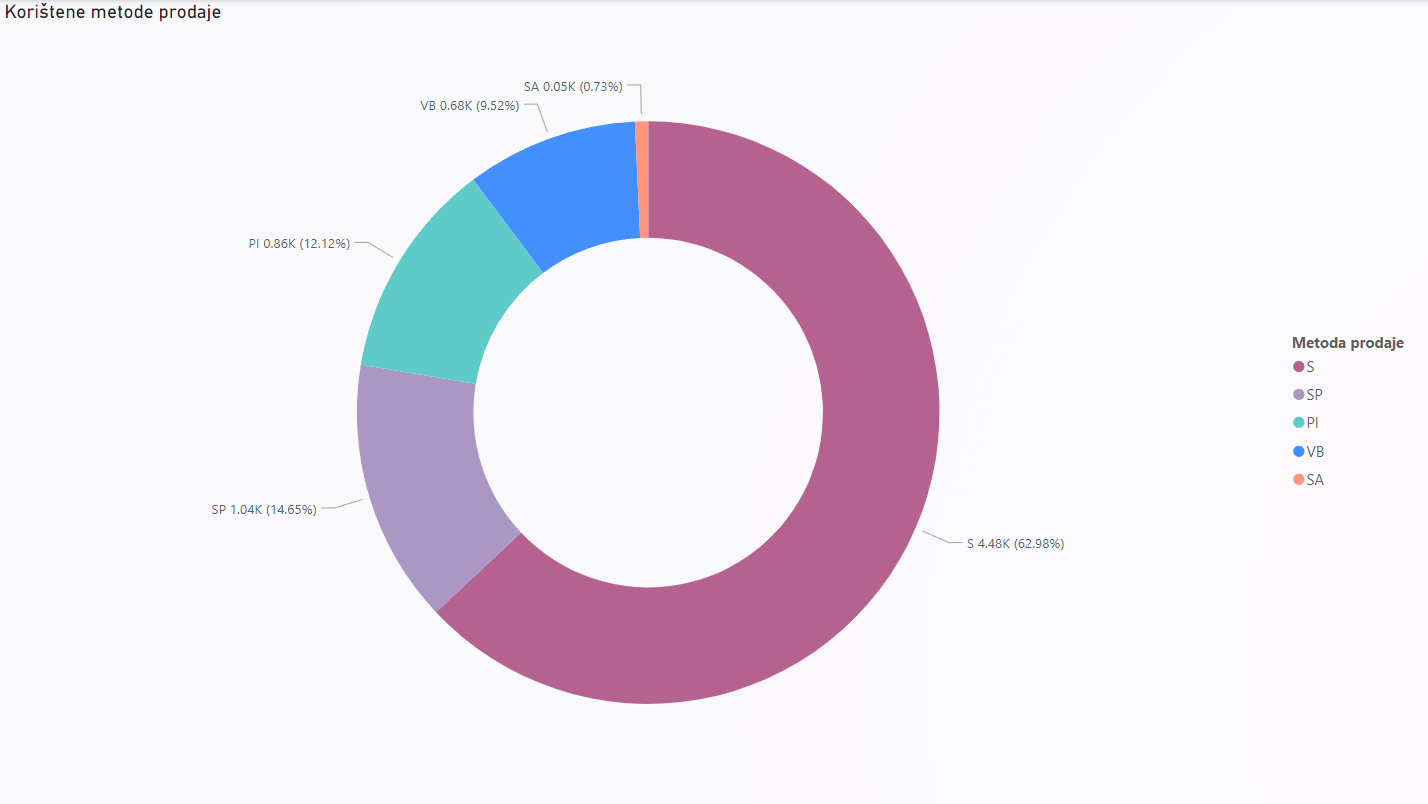 Korištene metode prodaje
SA 0.05K (0.73%)
VB 0.68K (9.52%)
PI 0.86K (12.12%)
SP 1.04K (14.65%)
S 4.48K (62.98%)
Metoda prodaje
S
SP
PI
VB
SA